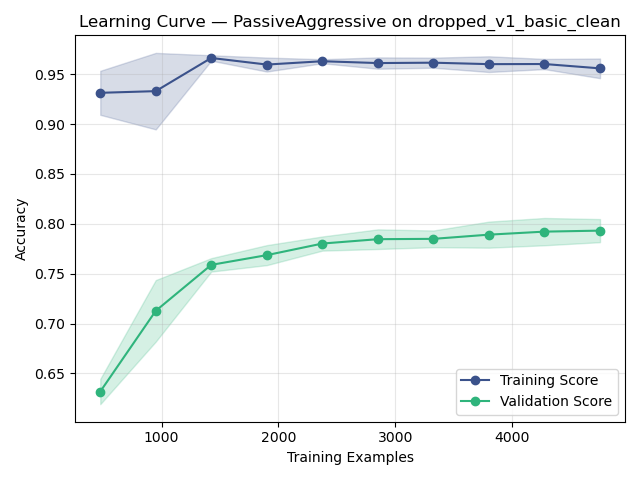 Learning Curve — PassiveAggressive on dropped_v1_basic_clean
0.95
0.90
0.85
0.80
0.75
0.70
0.65
Accuracy
1000 2000 3000 4000
Training Examples
Training Score
Validation Score